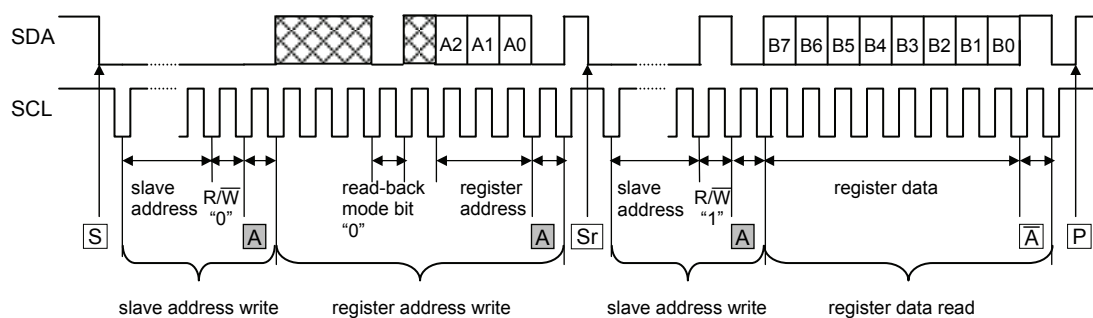 SDA A2 A1 A0 B7 B6 B5 B4 B3 B2 B1 B0
SCL
slave address
R/W̅ "0"
read-back mode bit "0"
register address
slave address
R/W̅ "1"
register data
S A A Sr A A̅ P
slave address write register address write slave address write register data read